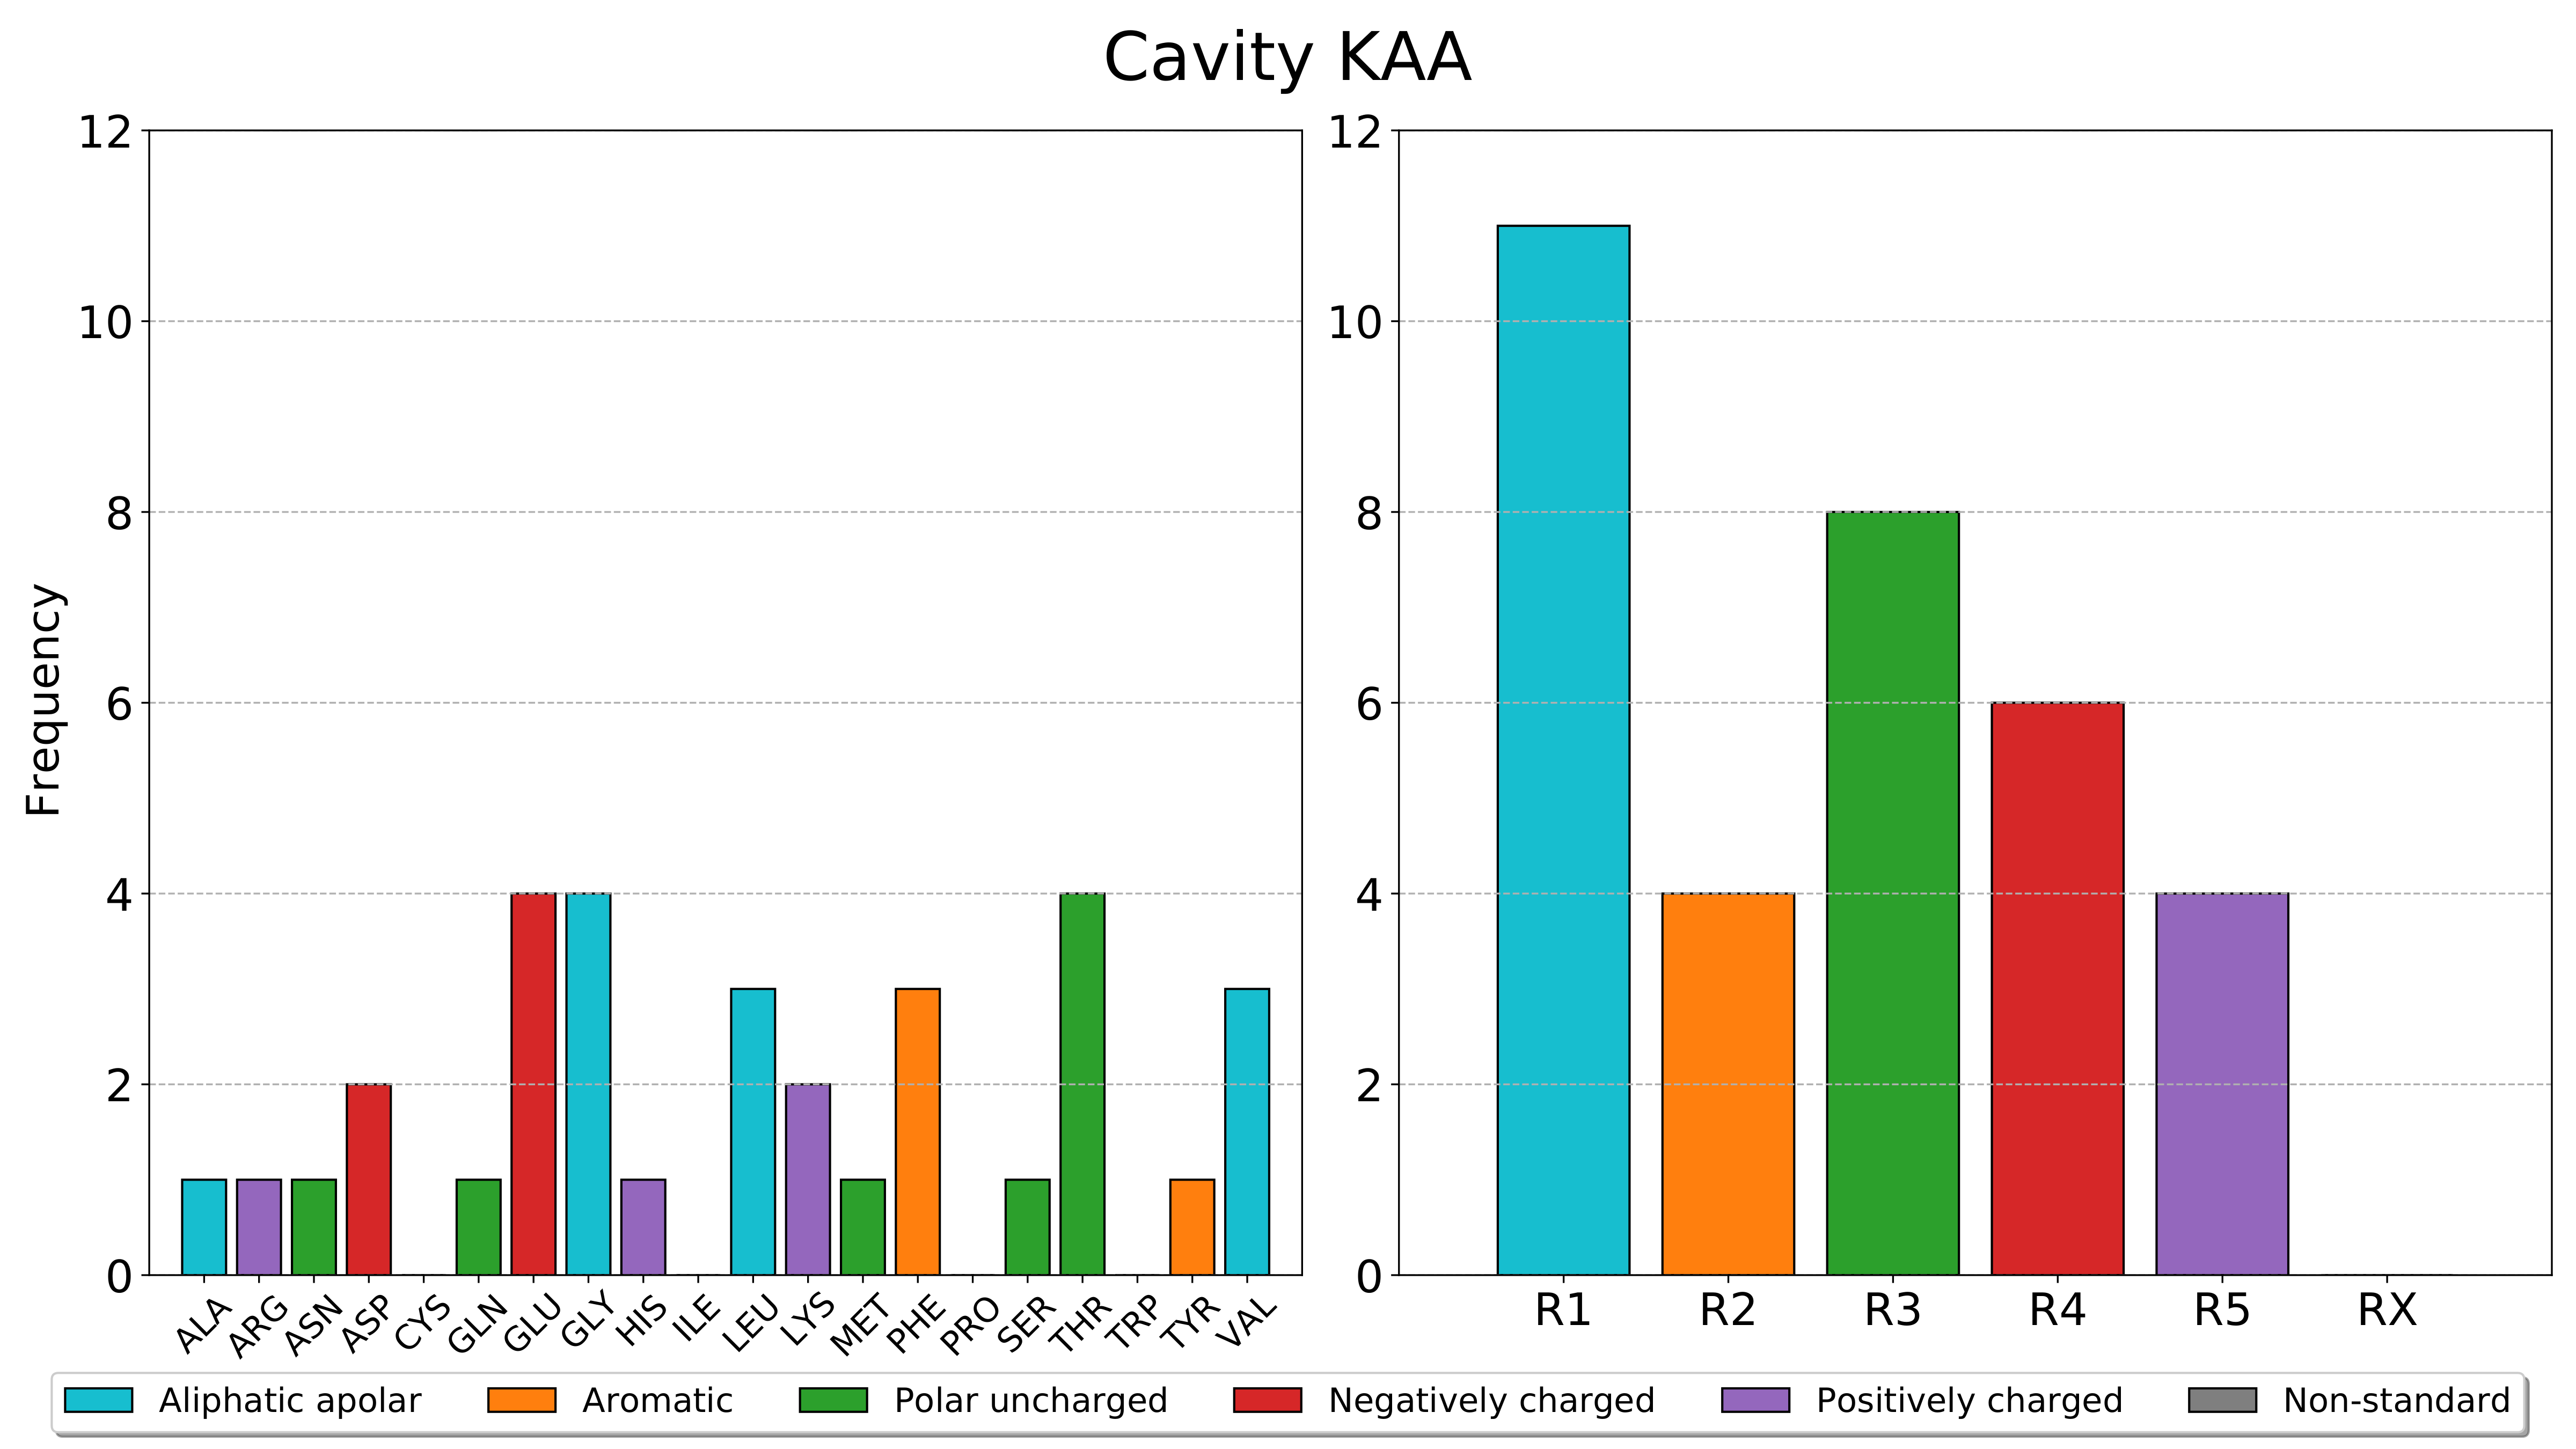 Cavity KAA
Frequency
12
10
8
6
4
2
0
ALA ARG ASN ASP CYS GLN GLU GLY HIS ILE LEU LYS MET PHE PRO SER THR TRP TYR VAL
12
10
8
6
4
2
0
R1 R2 R3 R4 R5 RX
Aliphatic apolar Aromatic Polar uncharged Negatively charged Positively charged Non-standard